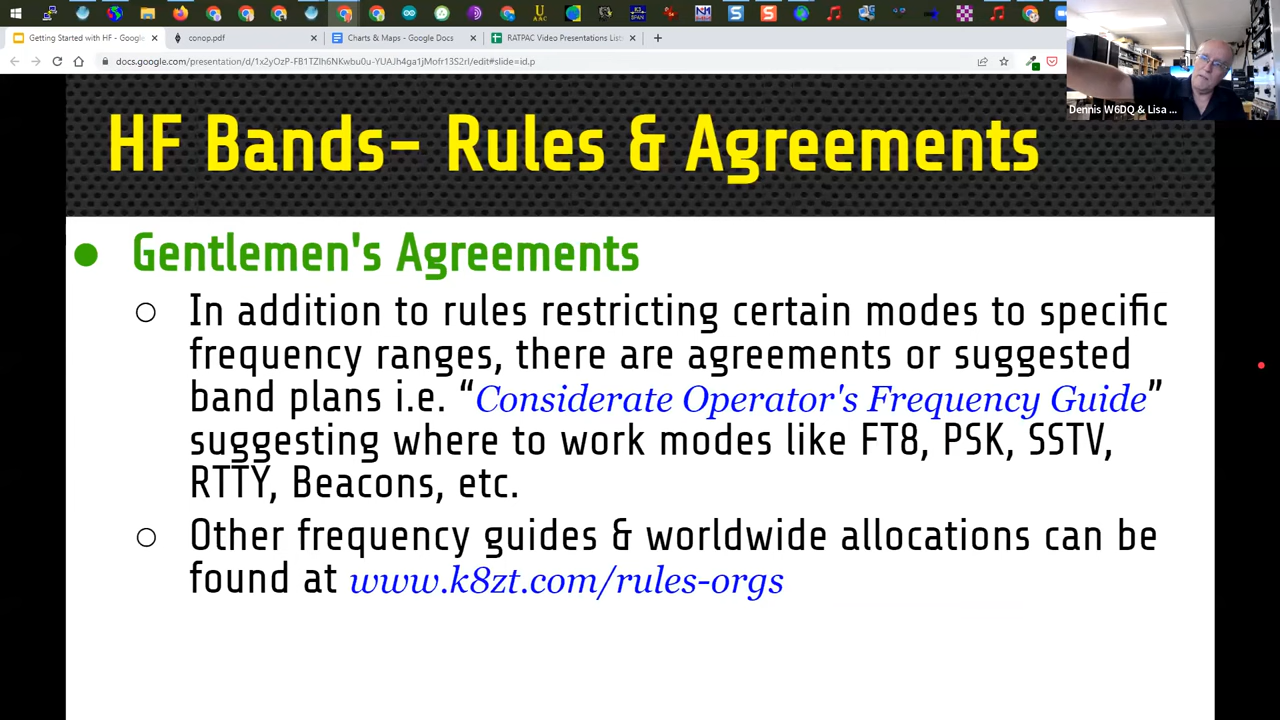 Getting Started with HF - Google
conop.pdf
Charts & Maps - Google Docs
RATPAC Video Presentations List
docs.google.com/presentation/d/1x2yOzP-FB1TZlh6NKwbu0u-YUAJh4ga1jMofr13S2rI/edit#slide=id.p
Dennis W6DQ & Lisa ...
HF Bands– Rules & Agreements
● Gentlemen's Agreements
○ In addition to rules restricting certain modes to specific
frequency ranges, there are agreements or suggested
band plans i.e. “Considerate Operator's Frequency Guide”
suggesting where to work modes like FT8, PSK, SSTV,
RTTY, Beacons, etc.
○ Other frequency guides & worldwide allocations can be
found at www.k8zt.com/rules-orgs